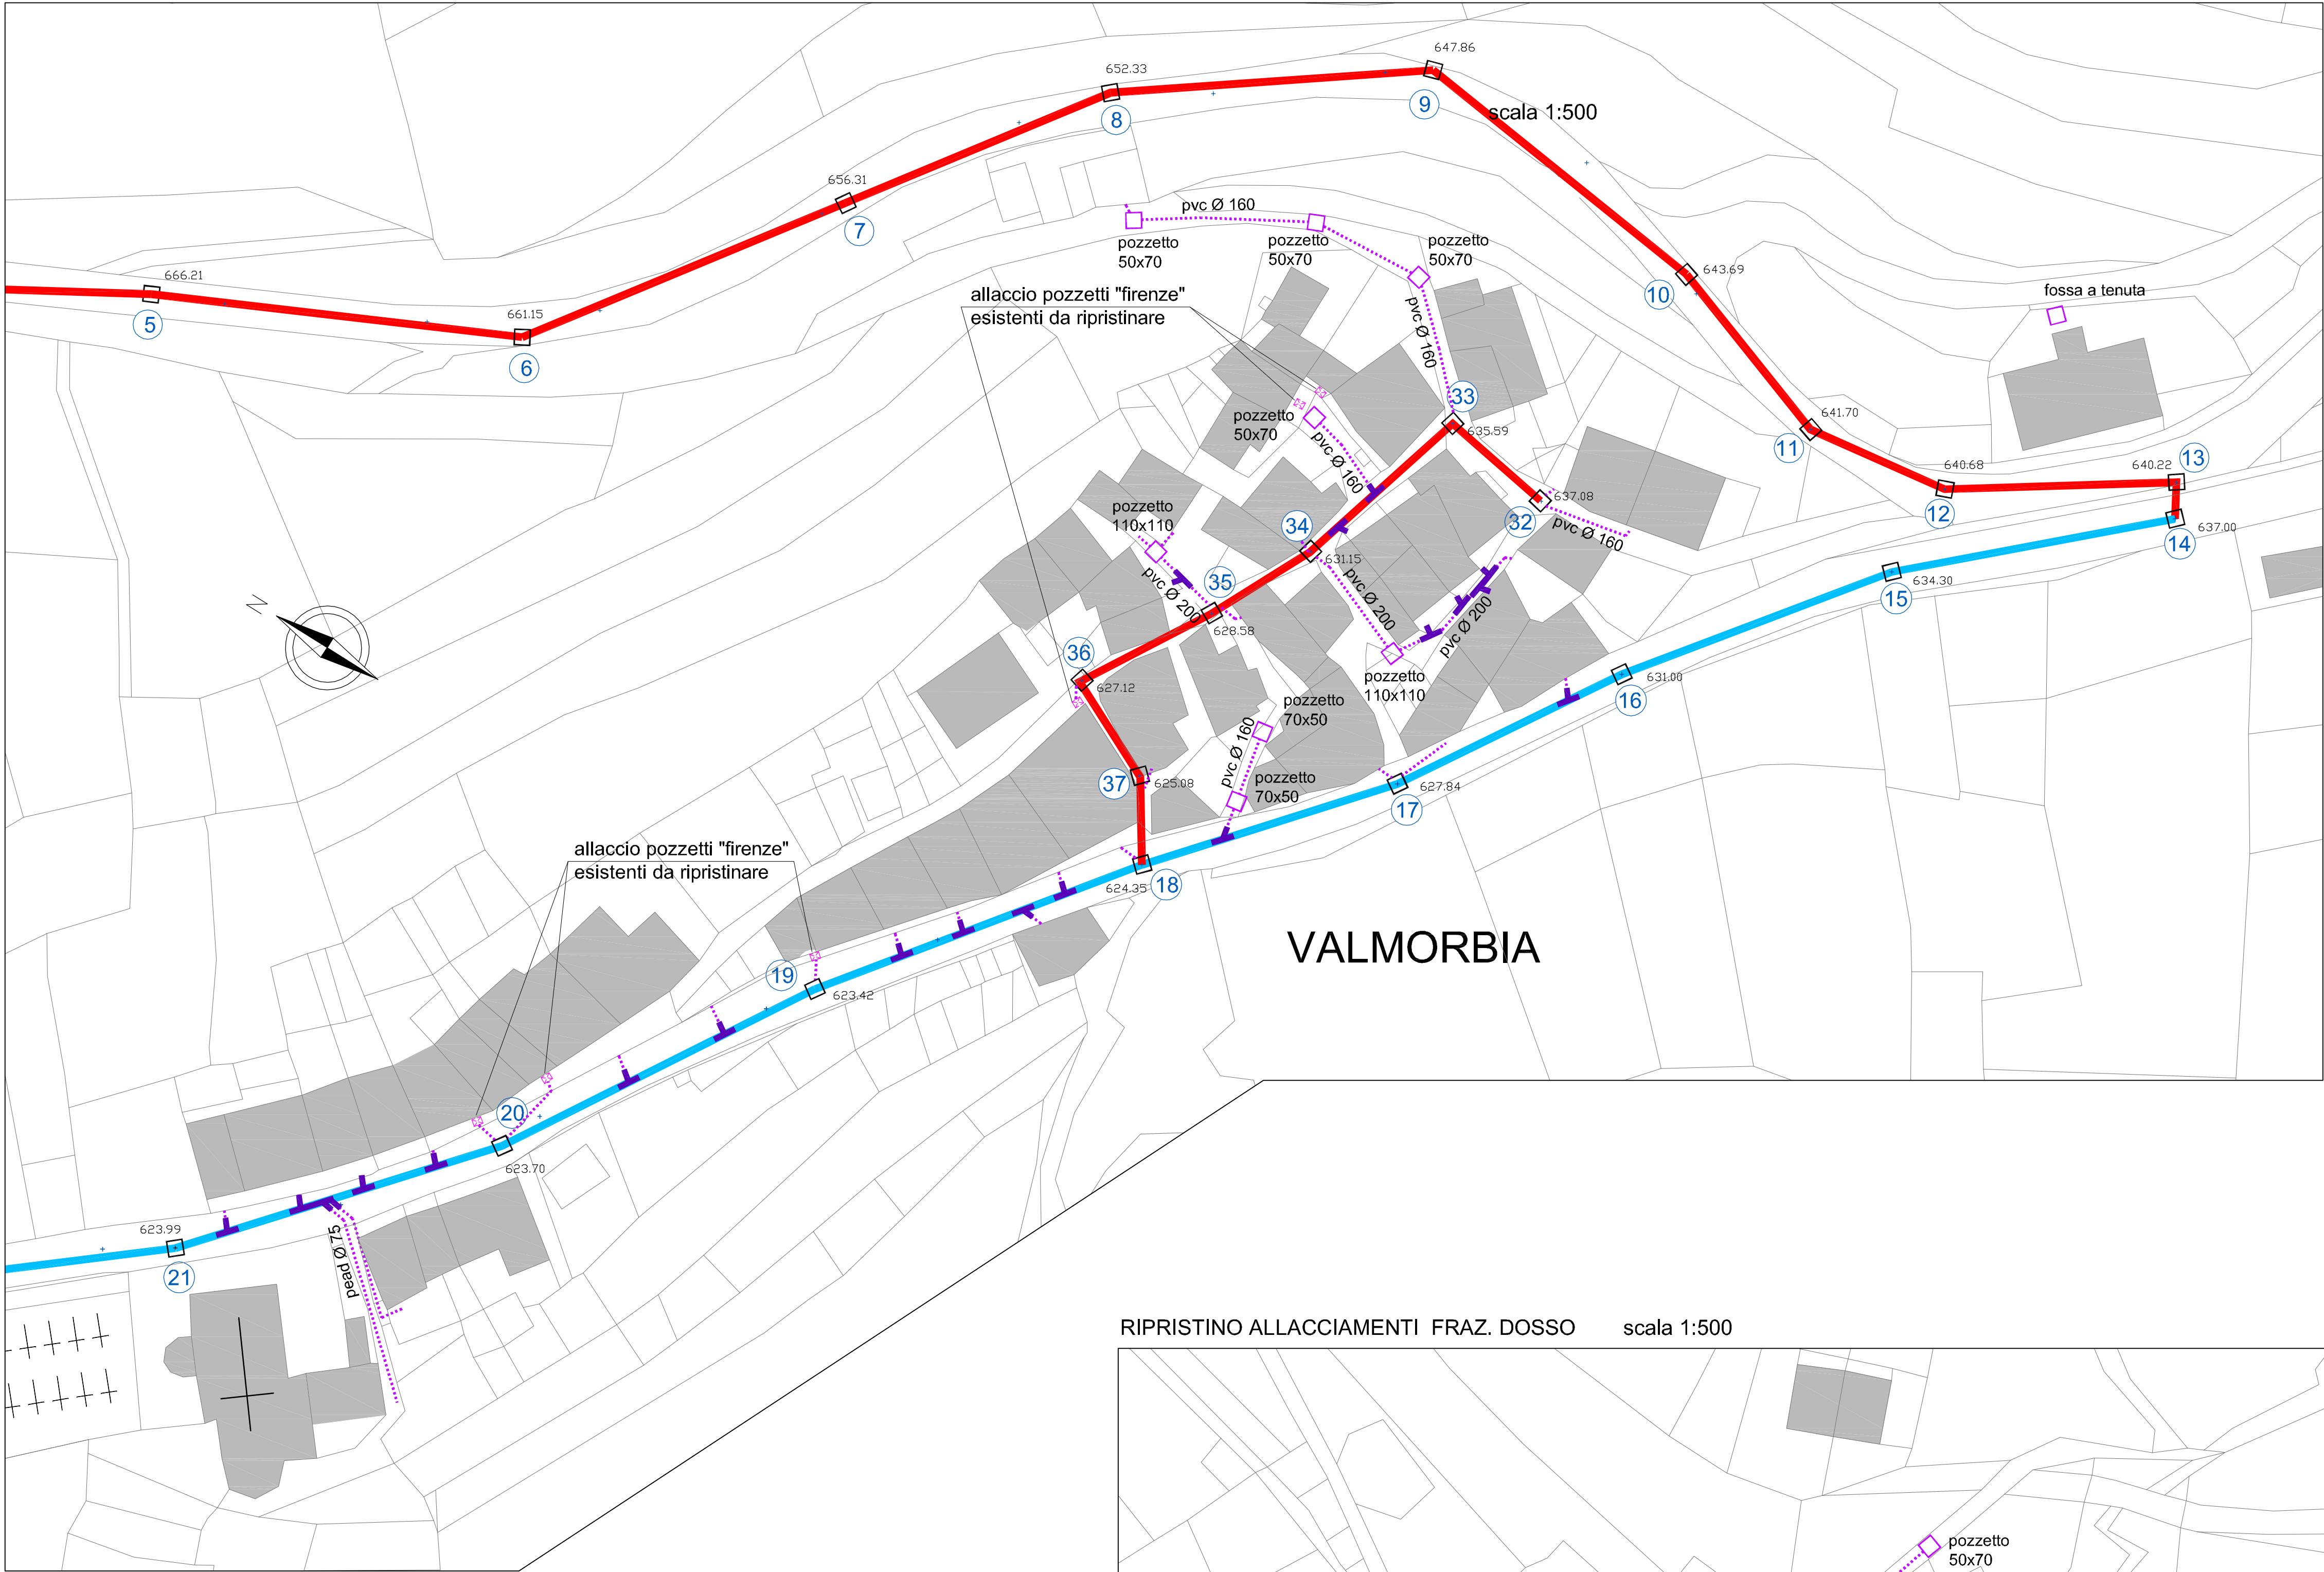 647.86
652.33
9
scala 1:500
8
656.31
7
pvc Ø 160
pozzetto
50x70
pozzetto
50x70
pozzetto
50x70
666.21
643.69
10
5
661.15
6
allaccio pozzetti "firenze"
esistenti da ripristinare
fossa a tenuta
pvc Ø 160
33
635.59
641.70
11
pozzetto
50x70
pvc Ø 160
640.68
12
640.22
13
637.00
14
637.08
32
pvc Ø 160
pozzetto
110x110
34
631.15
pvc Ø 200
35
628.58
pvc Ø 200
pvc Ø 200
634.30
15
N
36
627.12
pozzetto
110x110
631.00
16
pozzetto
70x50
pvc Ø 160
37
625.08
pozzetto
70x50
627.84
17
allaccio pozzetti "firenze"
esistenti da ripristinare
624.35
18
VALMORBIA
19
623.42
20
623.70
623.99
21
pead Ø 75
RIPRISTINO ALLACCIAMENTI FRAZ. DOSSO scala 1:500
pozzetto
50x70